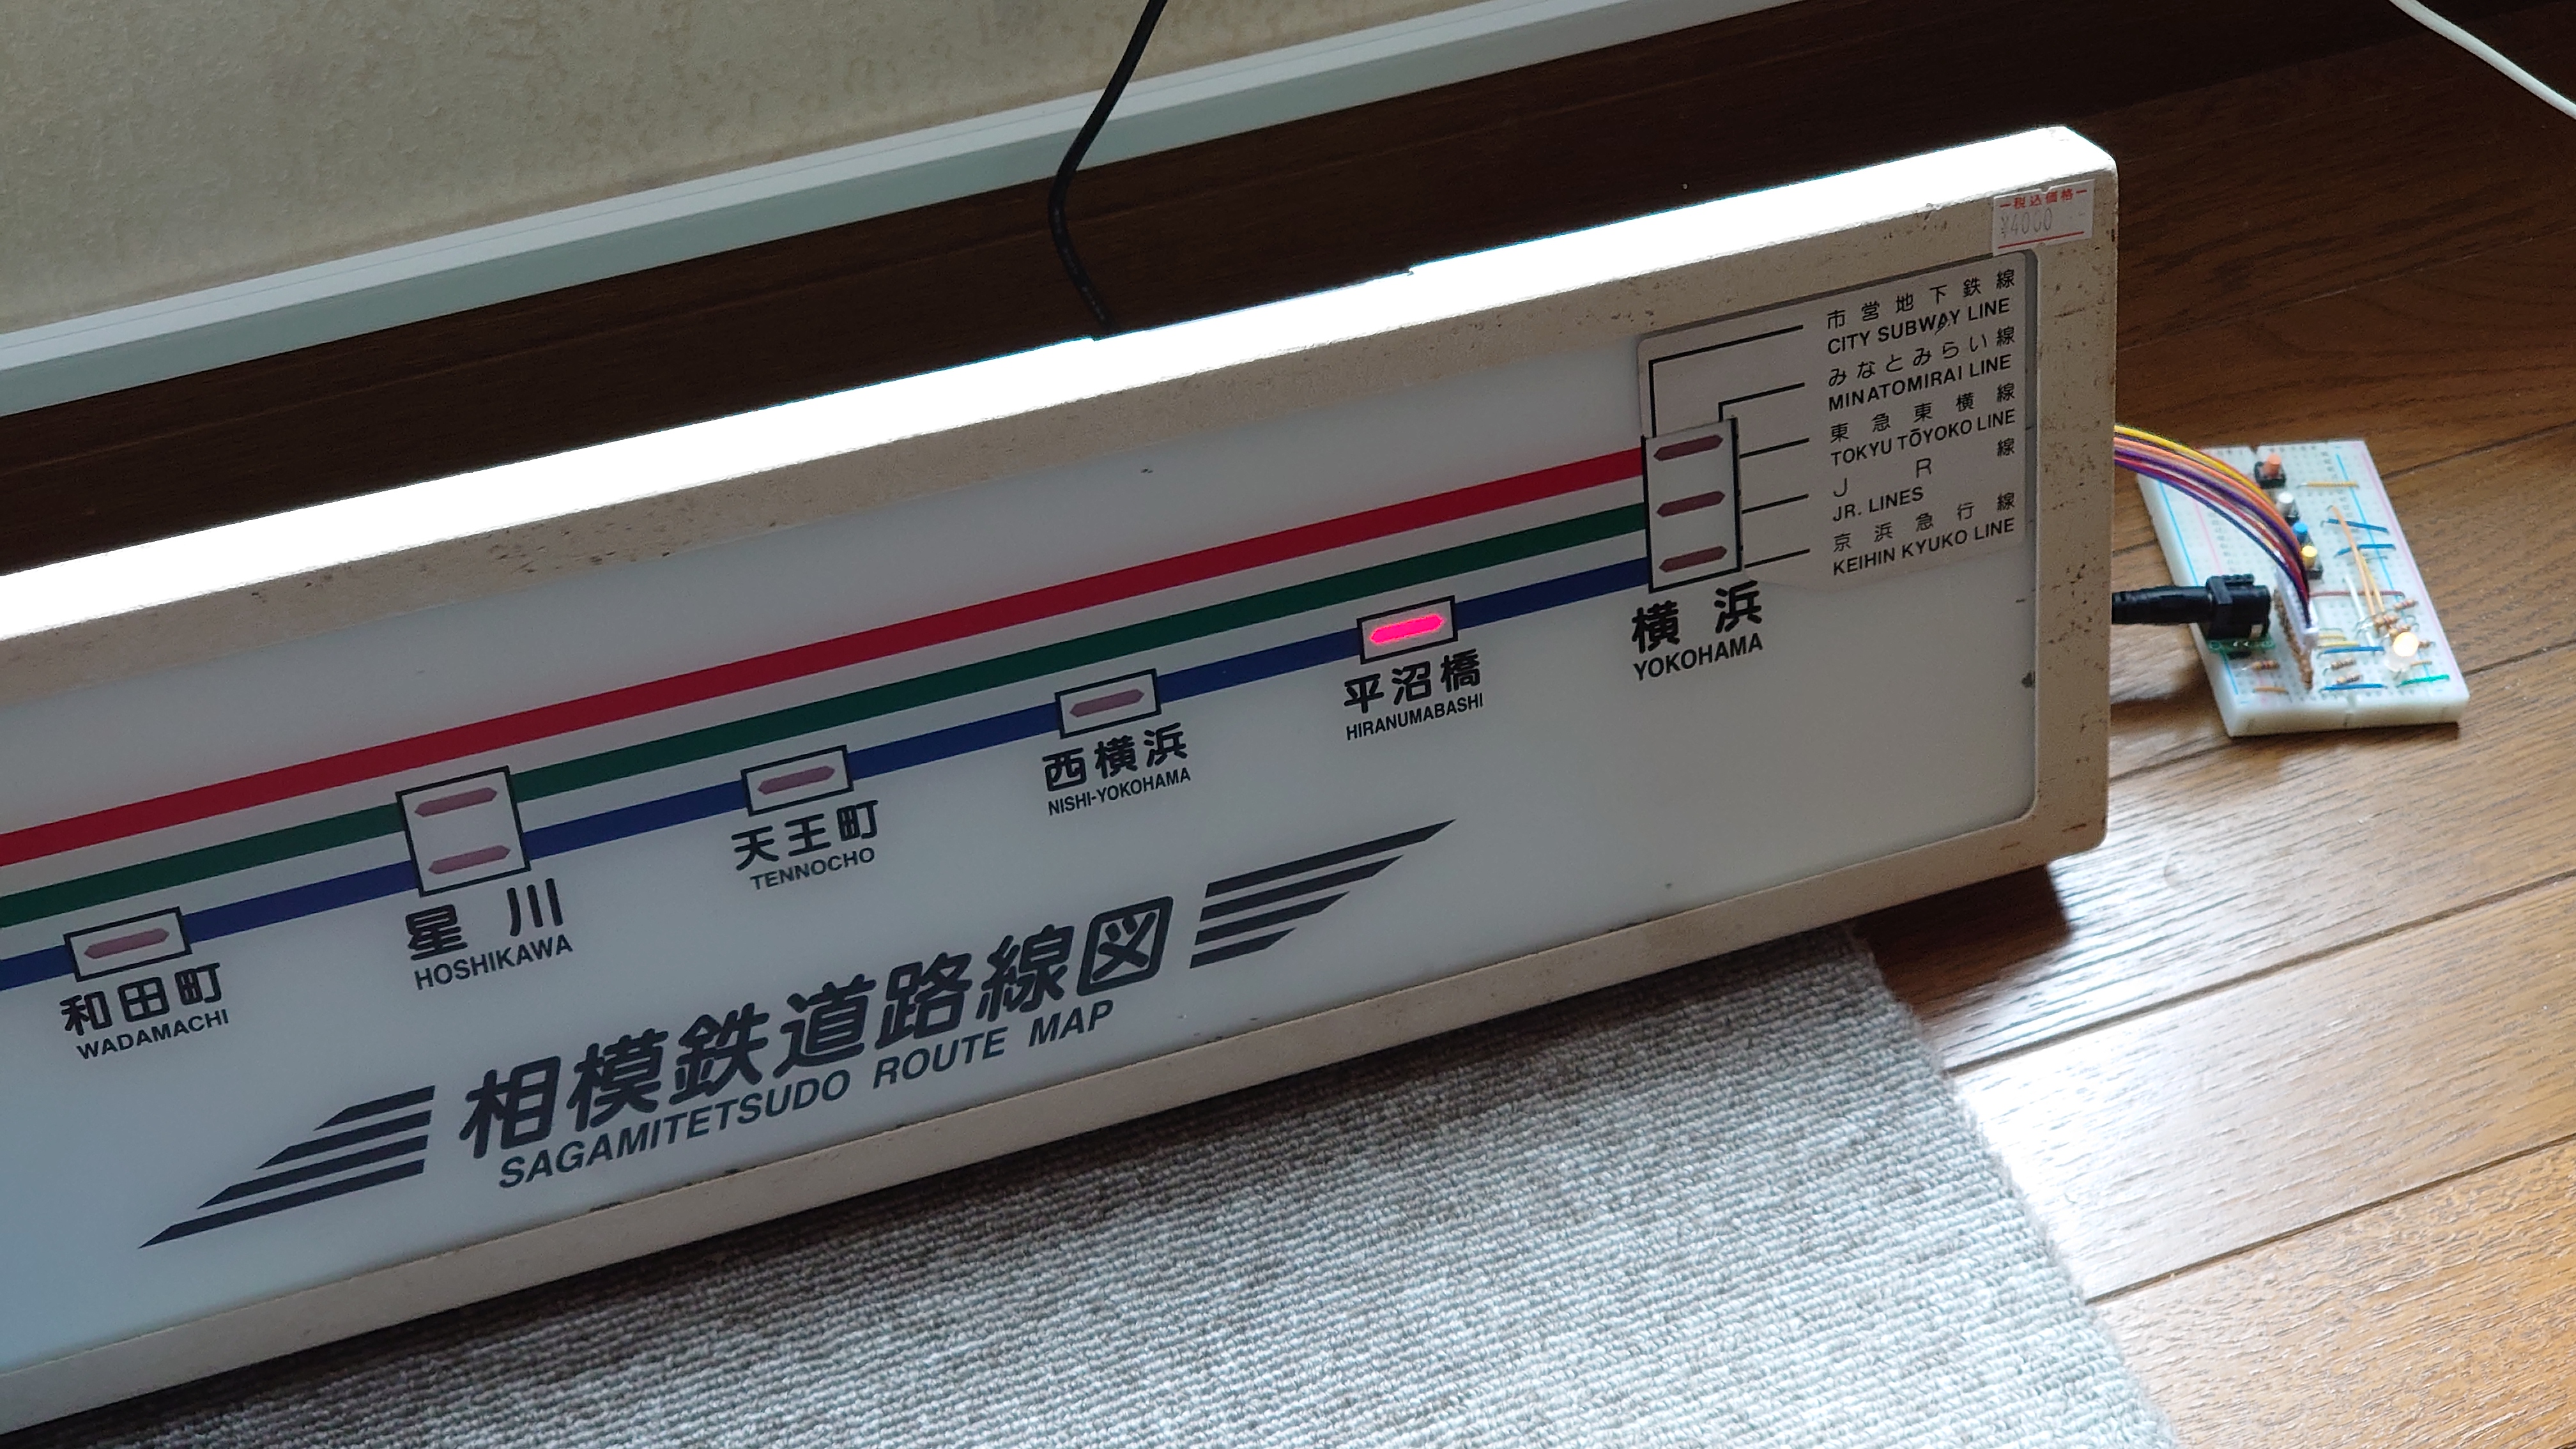 税込価格
¥4000
市営地下鉄線
CITY SUBWAY LINE
みなとみらい線
MINATOMIRAI LINE
東急東横線
TOKYU TŌYOKO LINE
JR線
JR. LINES
京浜急行線
KEIHIN KYUKO LINE
横浜
YOKOHAMA
平沼橋
HIRANUMABASHI
西横浜
NISHI-YOKOHAMA
天王町
TENNOCHO
星川
HOSHIKAWA
和田町
WADAMACHI
相模鉄道路線図
SAGAMITETSUDO ROUTE MAP